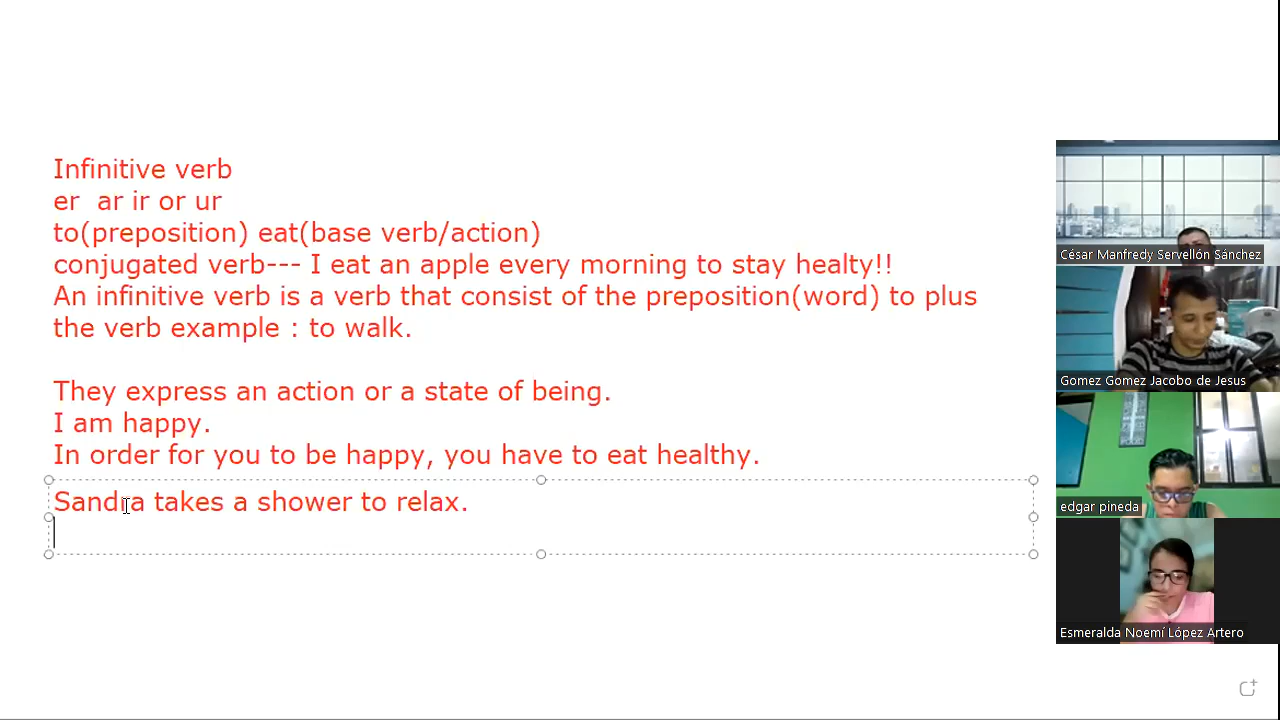 Infinitive verb
er  ar ir or ur
to(preposition) eat(base verb/action)
conjugated verb--- I eat an apple every morning to stay healty!!
An infinitive verb is a verb that consist of the preposition(word) to plus
the verb example : to walk.
They express an action or a state of being.
I am happy.
In order for you to be happy, you have to eat healthy.
Sandra takes a shower to relax.
César Manfredy Servellón Sánchez
Gomez Gomez Jacobo de Jesus
edgar pineda
Esmeralda Noemí López Artero